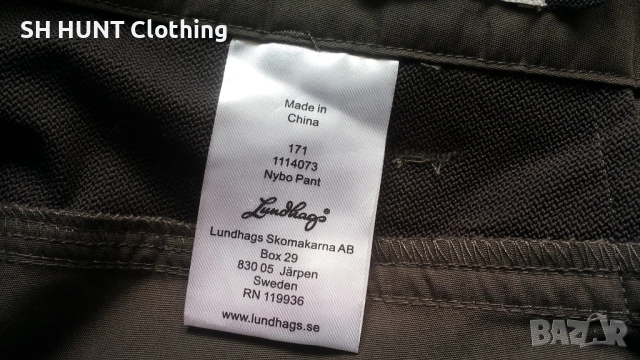 SH HUNT Clothing
Made in
China
171
1114073
Nybo Pant
Lundhags
Lundhags Skomakarna AB
Box 29
830 05 Järpen
Sweden
RN 119936
www.lundhags.se
BAZAR